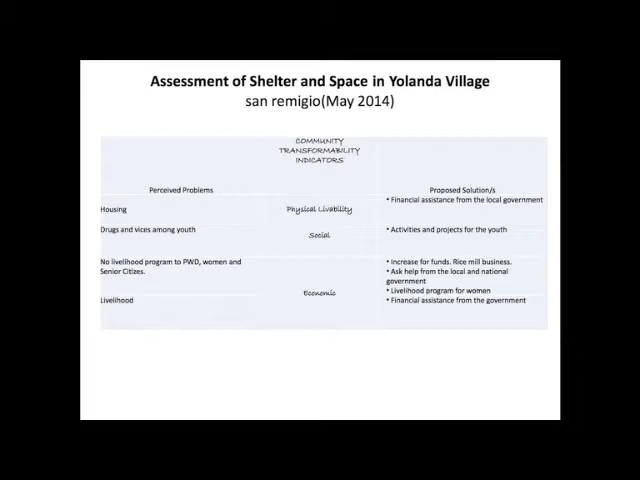 Assessment of Shelter and Space in Yolanda Village
san remigio(May 2014)
COMMUNITY
TRANSFORMABILITY
INDICATORS
Perceived Problems
Proposed Solution/s
Housing
Physical Livability
• Financial assistance from the local government
Drugs and vices among youth
Social
• Activities and projects for the youth
No livelihood program to PWD, women and
Senior Citizes.
Economic
• Increase for funds. Rice mill business.
• Ask help from the local and national
government
• Livelihood program for women
Livelihood
• Financial assistance from the government